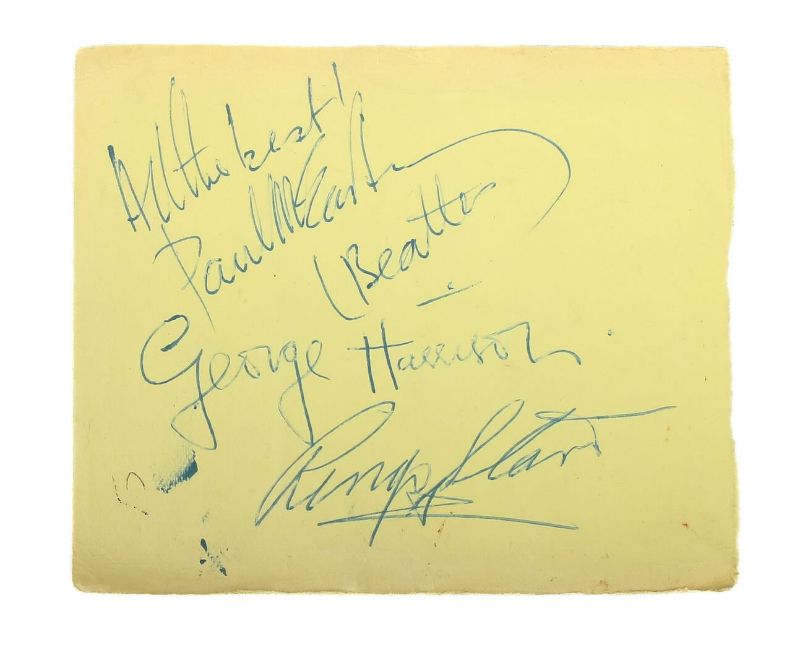 All the best!
Paul McCartney
(Beatles)
George Harrison.
Ringo Starr